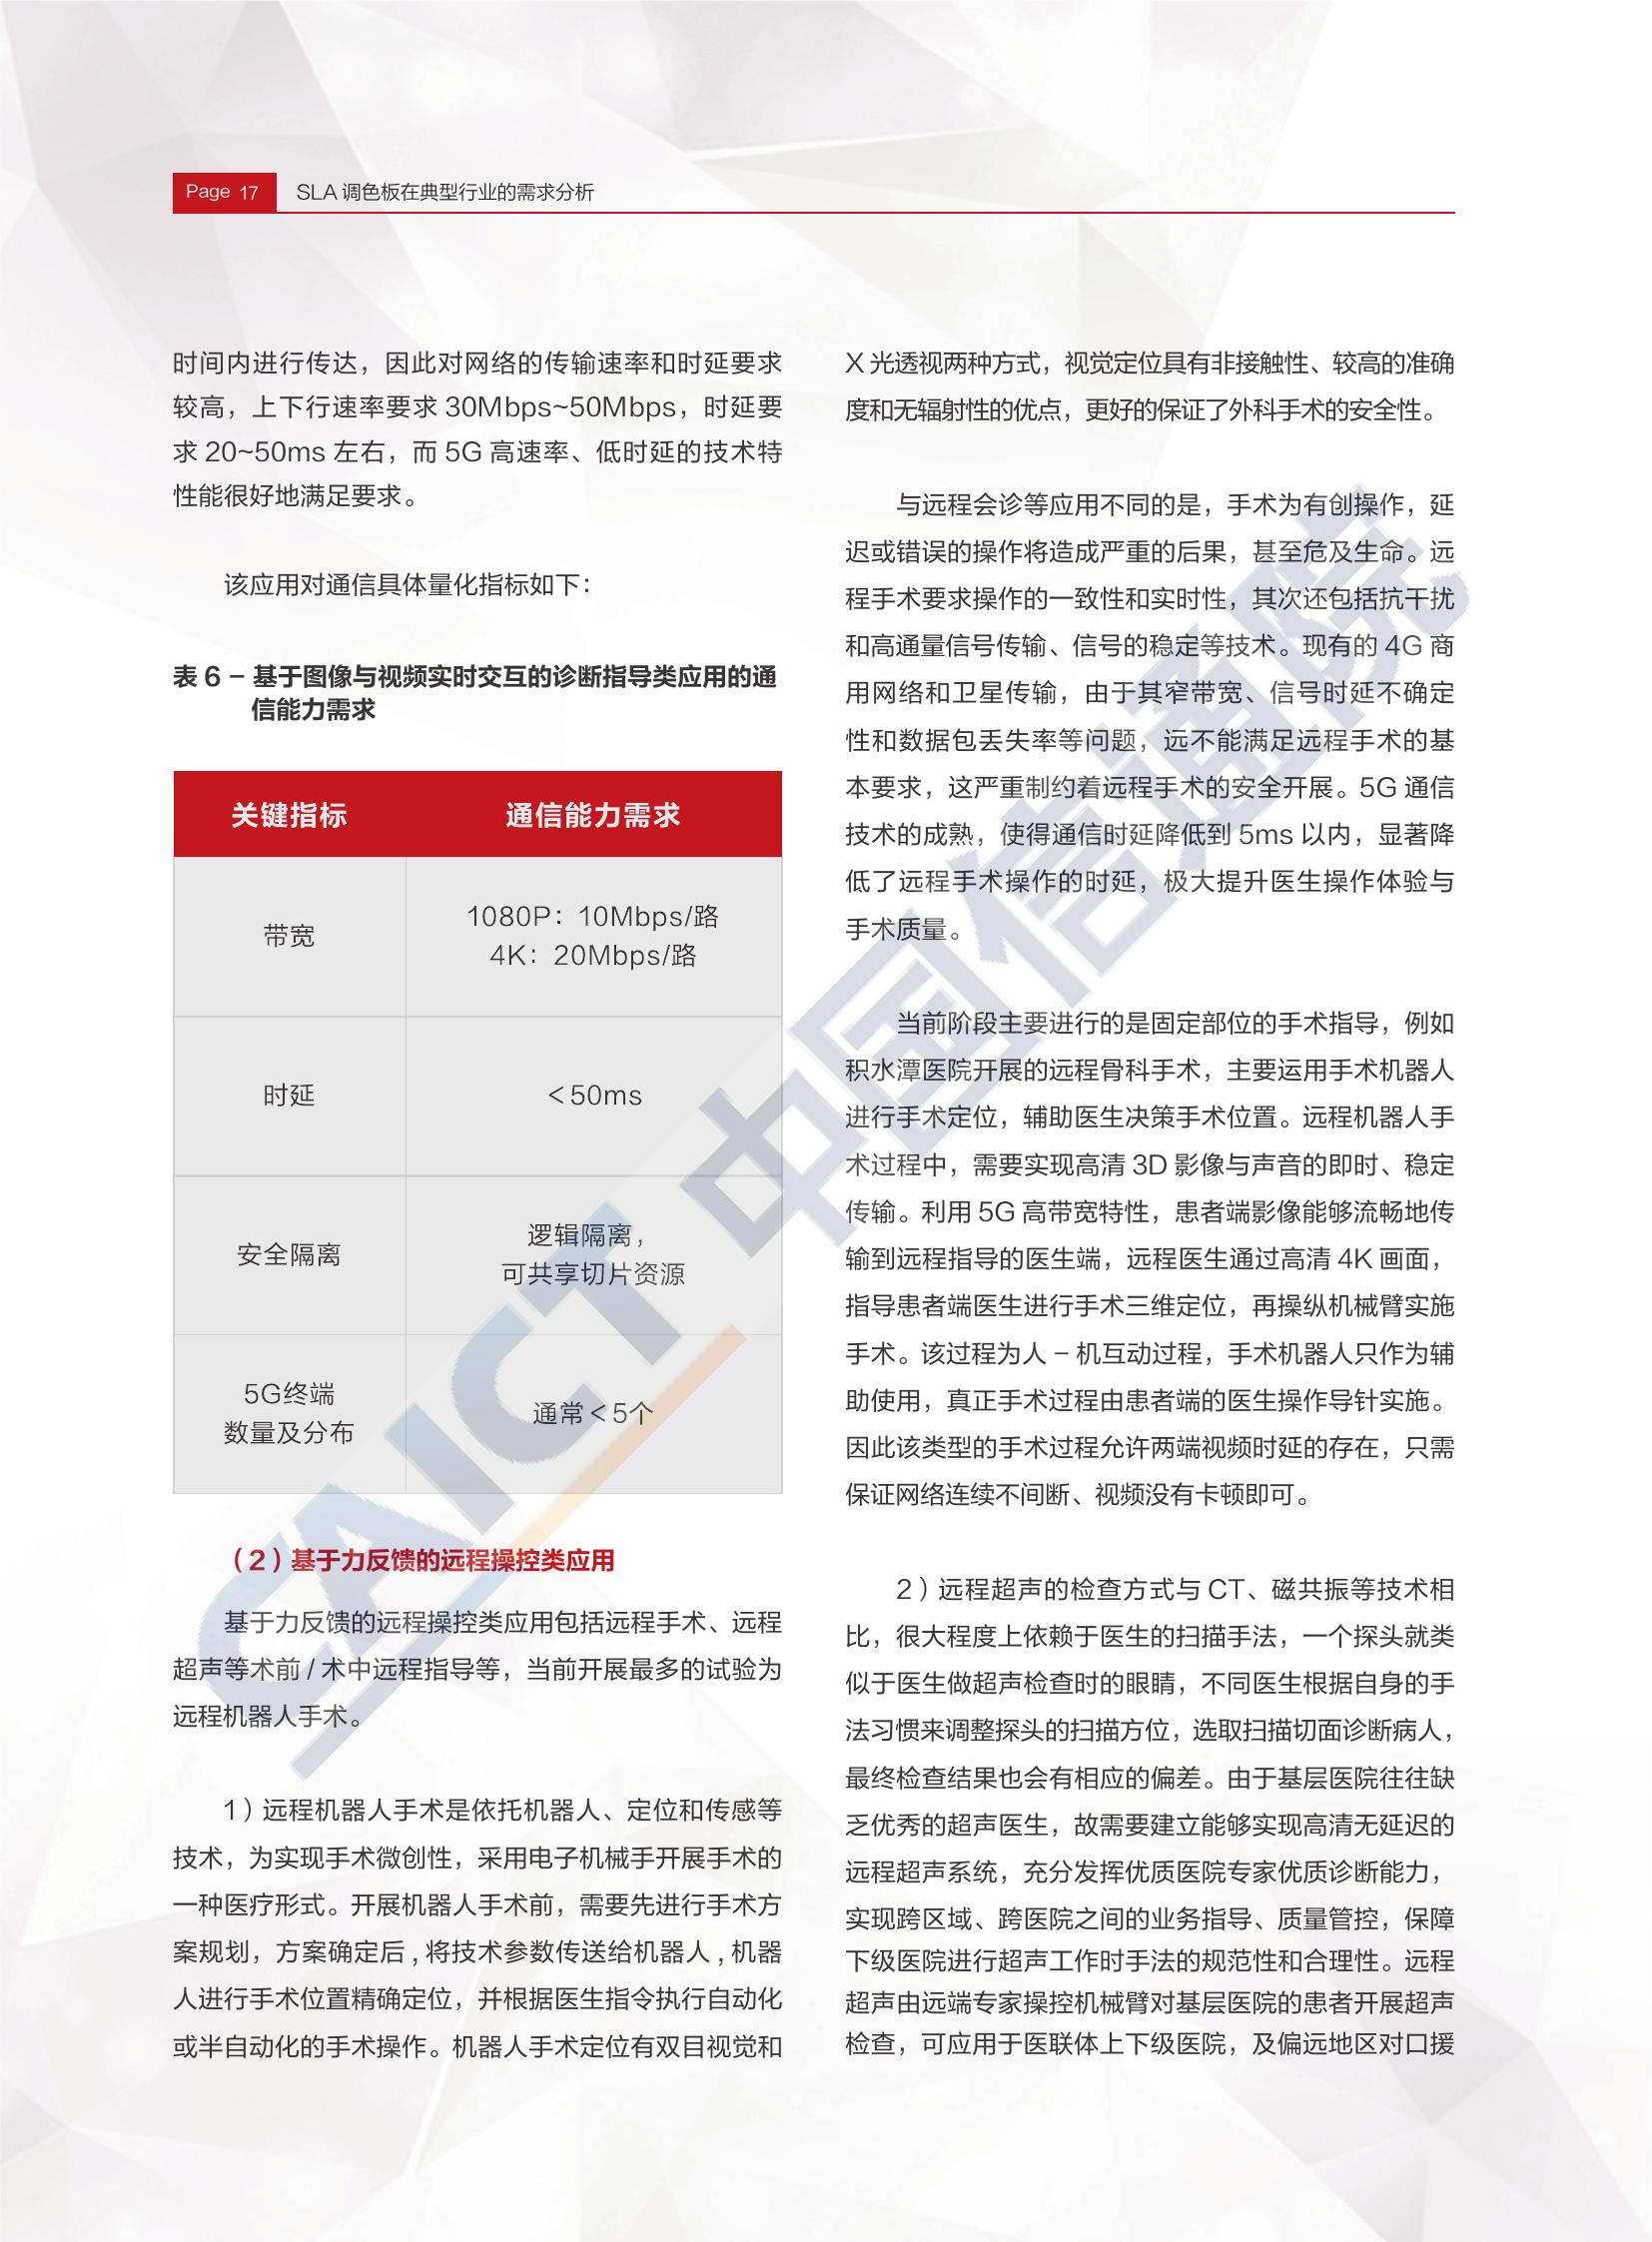 Page 17
SLA 调色板在典型行业的需求分析
时间内进行传达，因此对网络的传输速率和时延要求
较高，上下行速率要求 30Mbps~50Mbps，时延要
求 20~50ms 左右，而 5G 高速率、低时延的技术特
性能很好地满足要求。
该应用对通信具体量化指标如下：
表 6 – 基于图像与视频实时交互的诊断指导类应用的通
信能力需求
关键指标 通信能力需求
带宽
1080P：10Mbps/路
4K：20Mbps/路
时延
＜50ms
安全隔离
逻辑隔离，
可共享切片资源
5G终端
数量及分布
通常＜5个
（2）基于力反馈的远程操控类应用
基于力反馈的远程操控类应用包括远程手术、远程
超声等术前 / 术中远程指导等，当前开展最多的试验为
远程机器人手术。
1）远程机器人手术是依托机器人、定位和传感等
技术，为实现手术微创性，采用电子机械手开展手术的
一种医疗形式。开展机器人手术前，需要先进行手术方
案规划，方案确定后 , 将技术参数传送给机器人 , 机器
人进行手术位置精确定位，并根据医生指令执行自动化
或半自动化的手术操作。机器人手术定位有双目视觉和
X 光透视两种方式，视觉定位具有非接触性、较高的准确
度和无辐射性的优点，更好的保证了外科手术的安全性。
与远程会诊等应用不同的是，手术为有创操作，延
迟或错误的操作将造成严重的后果，甚至危及生命。远
程手术要求操作的一致性和实时性，其次还包括抗干扰
和高通量信号传输、信号的稳定等技术。现有的 4G 商
用网络和卫星传输，由于其窄带宽、信号时延不确定
性和数据包丢失率等问题，远不能满足远程手术的基
本要求，这严重制约着远程手术的安全开展。5G 通信
技术的成熟，使得通信时延降低到 5ms 以内，显著降
低了远程手术操作的时延，极大提升医生操作体验与
手术质量。
当前阶段主要进行的是固定部位的手术指导，例如
积水潭医院开展的远程骨科手术，主要运用手术机器人
进行手术定位，辅助医生决策手术位置。远程机器人手
术过程中，需要实现高清 3D 影像与声音的即时、稳定
传输。利用 5G 高带宽特性，患者端影像能够流畅地传
输到远程指导的医生端，远程医生通过高清 4K 画面，
指导患者端医生进行手术三维定位，再操纵机械臂实施
手术。该过程为人 – 机互动过程，手术机器人只作为辅
助使用，真正手术过程由患者端的医生操作导针实施。
因此该类型的手术过程允许两端视频时延的存在，只需
保证网络连续不间断、视频没有卡顿即可。
2）远程超声的检查方式与 CT、磁共振等技术相
比，很大程度上依赖于医生的扫描手法，一个探头就类
似于医生做超声检查时的眼睛，不同医生根据自身的手
法习惯来调整探头的扫描方位，选取扫描切面诊断病人，
最终检查结果也会有相应的偏差。由于基层医院往往缺
乏优秀的超声医生，故需要建立能够实现高清无延迟的
远程超声系统，充分发挥优质医院专家优质诊断能力，
实现跨区域、跨医院之间的业务指导、质量管控，保障
下级医院进行超声工作时手法的规范性和合理性。远程
超声由远端专家操控机械臂对基层医院的患者开展超声
检查，可应用于医联体上下级医院，及偏远地区对口援
CAICT 中国信通院